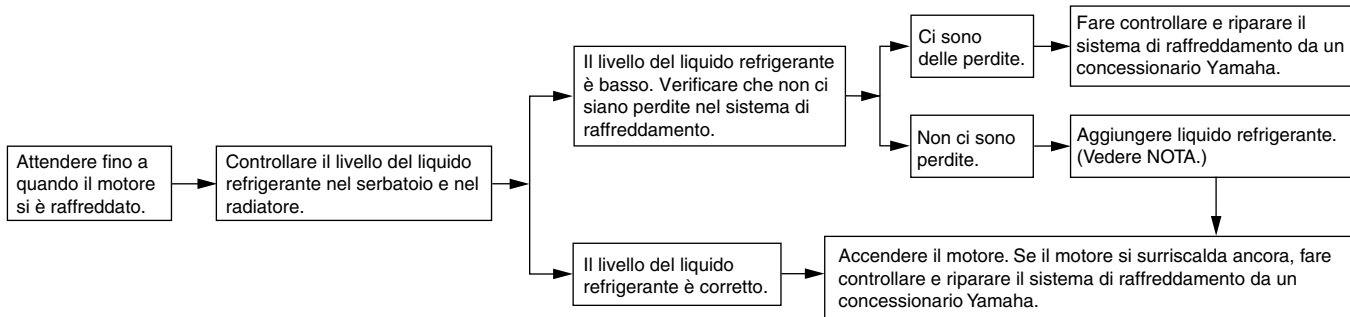 Attendere fino a
quando il motore
si è raffreddato.
Controllare il livello del liquido
refrigerante nel serbatoio e nel
radiatore.
Il livello del liquido refrigerante
è basso. Verificare che non ci
siano perdite nel sistema di
raffreddamento.
Ci sono
delle perdite.
Fare controllare e riparare il
sistema di raffreddamento da un
concessionario Yamaha.
Non ci sono
perdite.
Aggiungere liquido refrigerante.
(Vedere NOTA.)
Il livello del liquido
refrigerante è corretto.
Accendere il motore. Se il motore si surriscalda ancora, fare
controllare e riparare il sistema di raffreddamento da un
concessionario Yamaha.